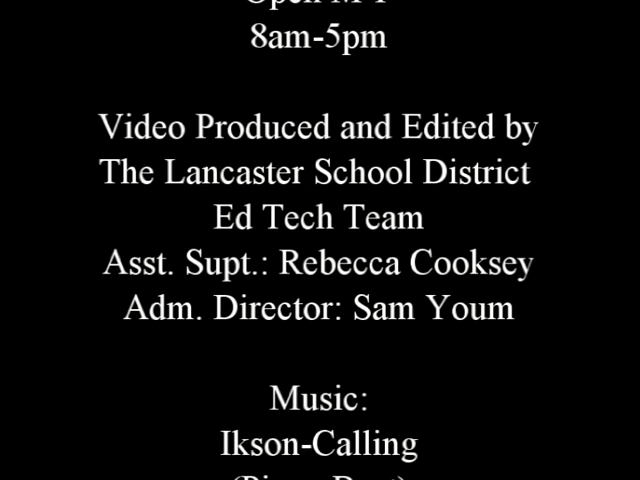 8am-5pm
Video Produced and Edited by
The Lancaster School District
Ed Tech Team
Asst. Supt.: Rebecca Cooksey
Adm. Director: Sam Youm
Music:
Ikson-Calling